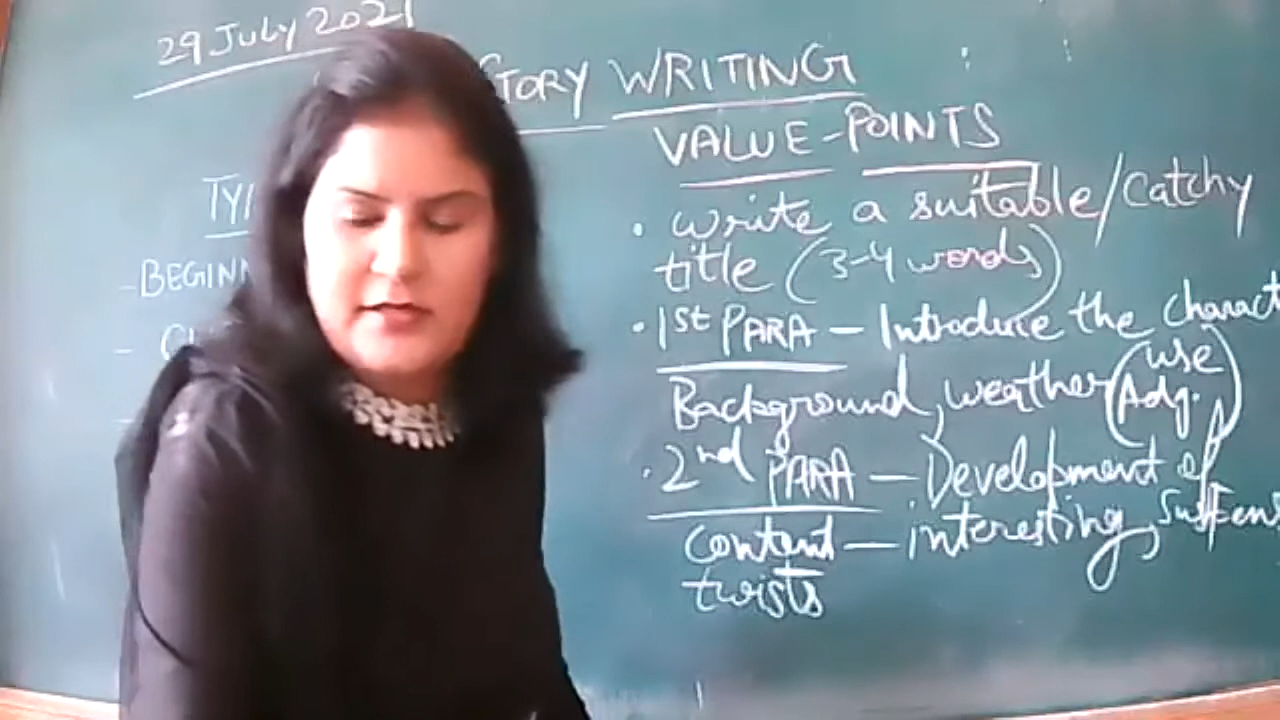 29 July 2021
STORY WRITING
VALUE-POINTS
• write a suitable/catchy
title (3-4 words)
• 1st PARA — Introduce the charact
Background, weather (use Adj.)
• 2nd PARA — Development of
content — interesting, suspens
twists
TY
- BEGINN
-